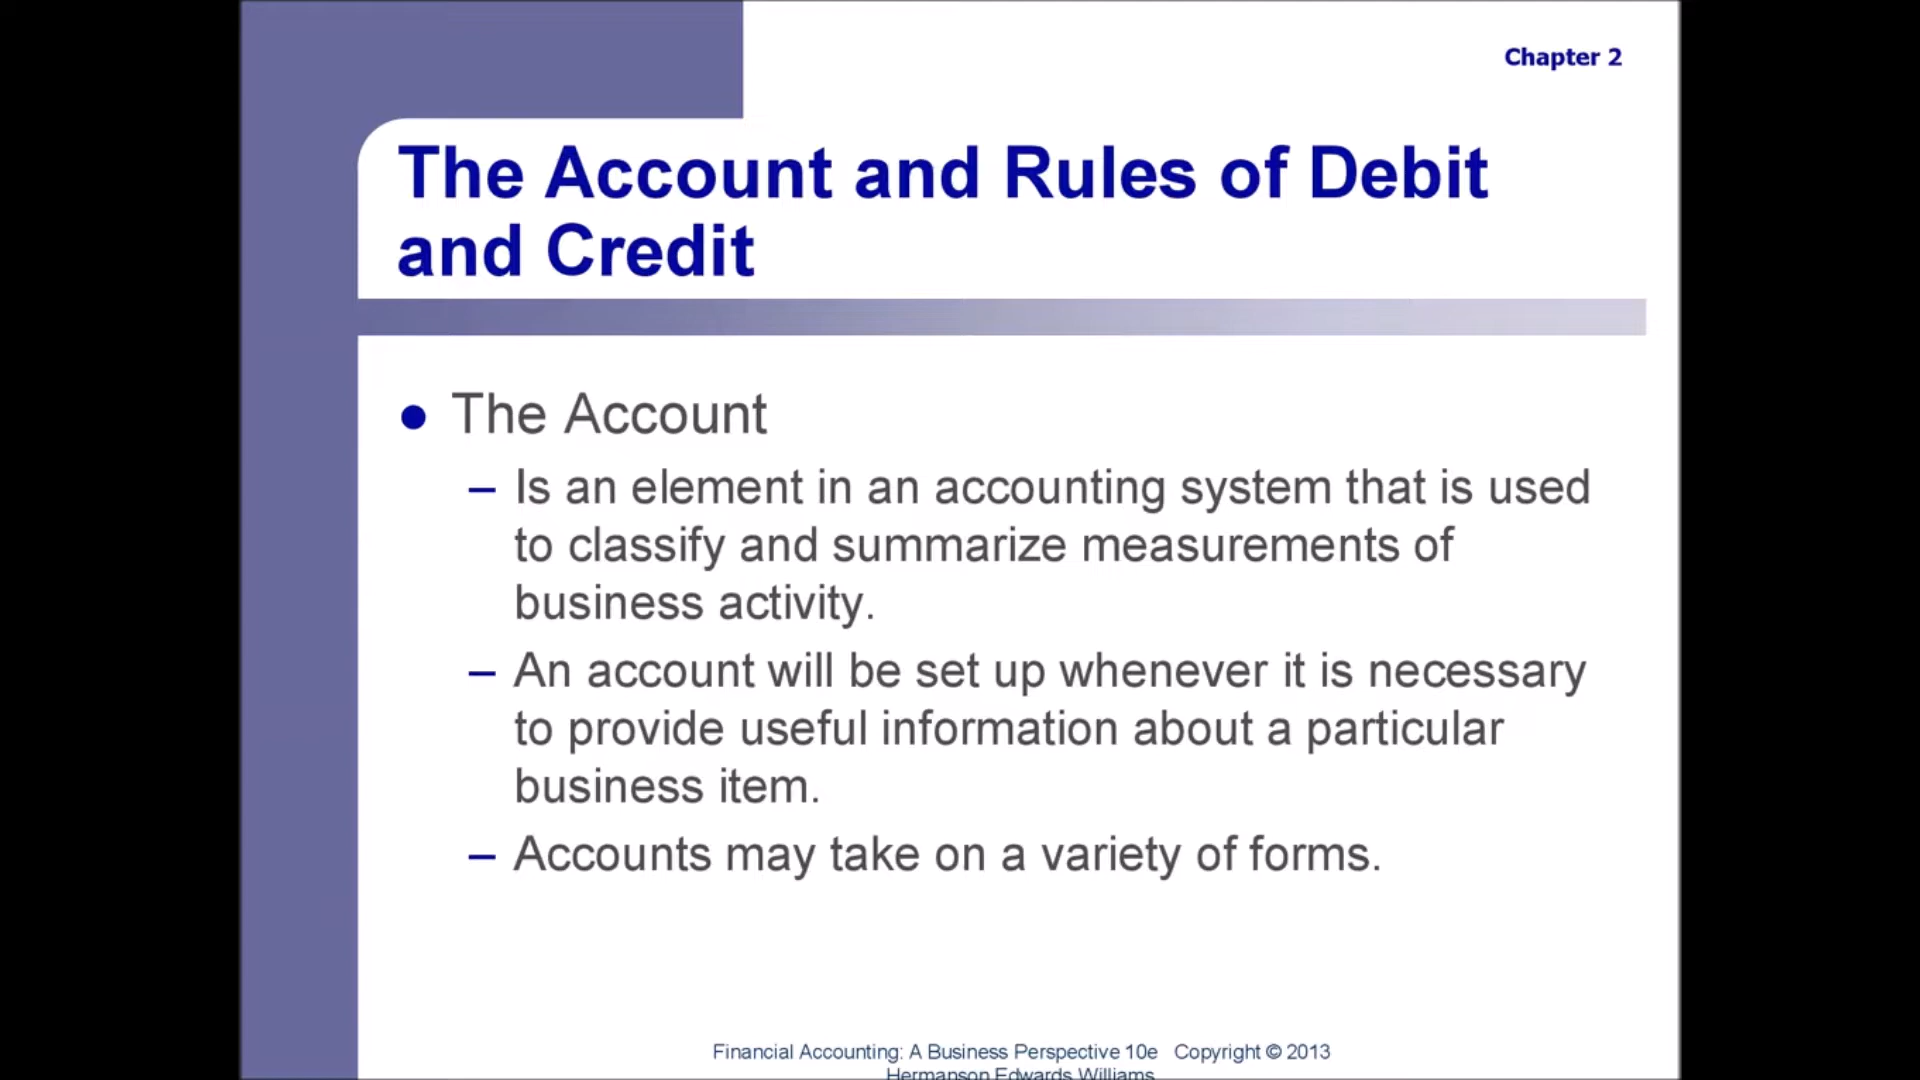 Chapter 2
The Account and Rules of Debit
and Credit
● The Account
– Is an element in an accounting system that is used
to classify and summarize measurements of
business activity.
– An account will be set up whenever it is necessary
to provide useful information about a particular
business item.
– Accounts may take on a variety of forms.
Financial Accounting: A Business Perspective 10e Copyright © 2013
Hermanson Edwards Williams